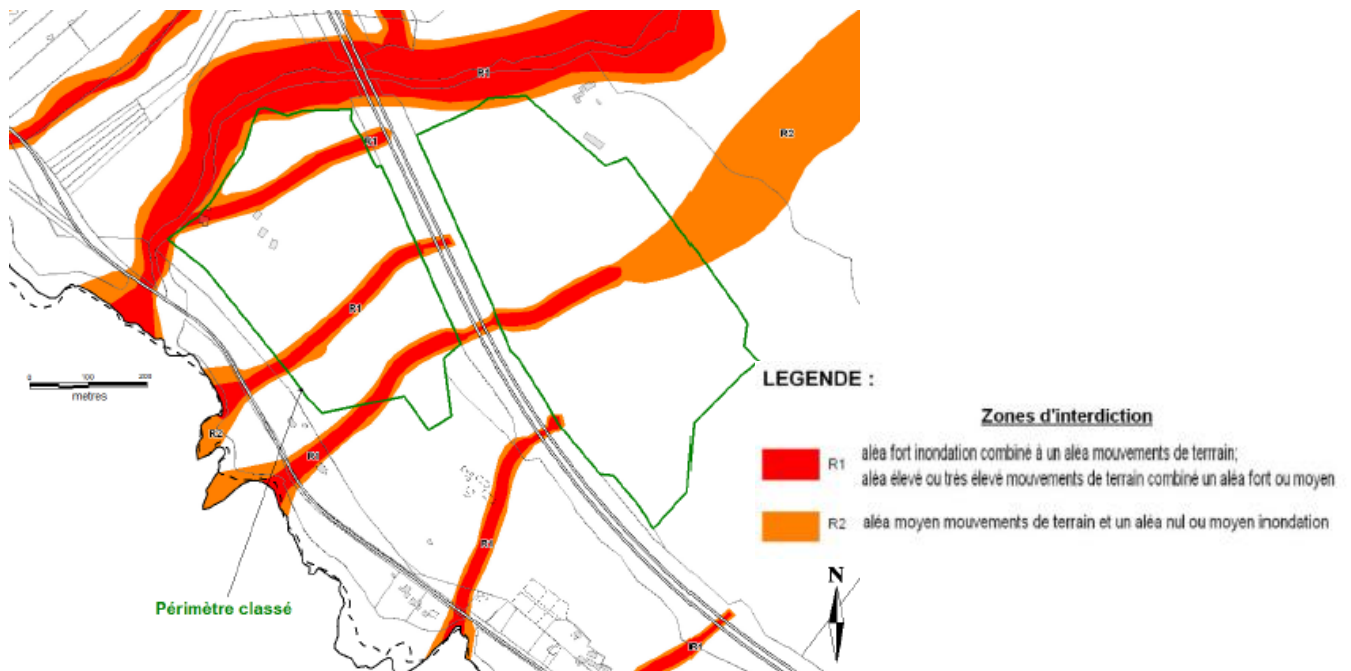 R1
R1
R2
R1
0 100 200
metres
R2
R1
R1
R1
Périmètre classé
LEGENDE :
Zones d'interdiction
R1 aléa fort inondation combiné à un aléa mouvements de terrrain;
aléa élevé ou très élevé mouvements de terrain combiné un aléa fort ou moyen
R2 aléa moyen mouvements de terrain et un aléa nul ou moyen inondation
N